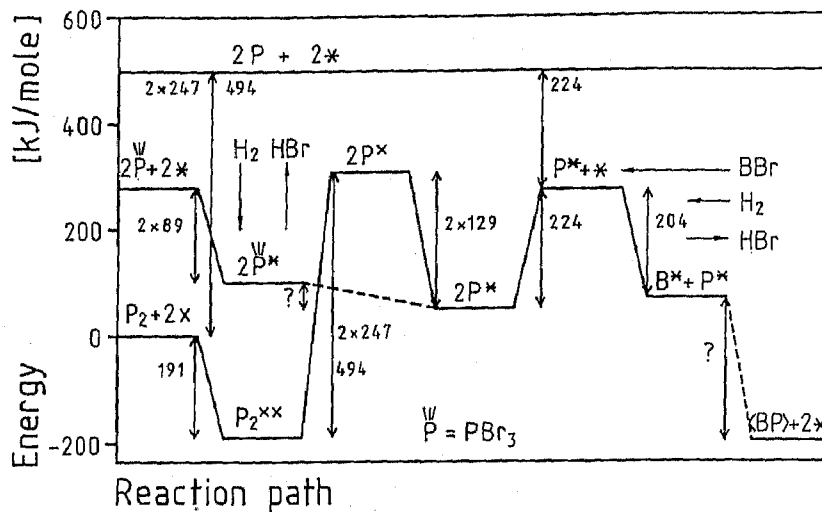 600
2P + 2*
2×247
494
224
400
H₂ HBr
2P×
P*+*
BBr
2P̎+2*
H₂
2×89
2×129
224
204
HBr
200
2P̎*
2P*
B*+P*
?
P₂+2×
0
2×247
?
191
494
P₂××
P̎ = PBr₃
⟨BP⟩+2*
-200
Energy [kJ/mole]
Reaction path